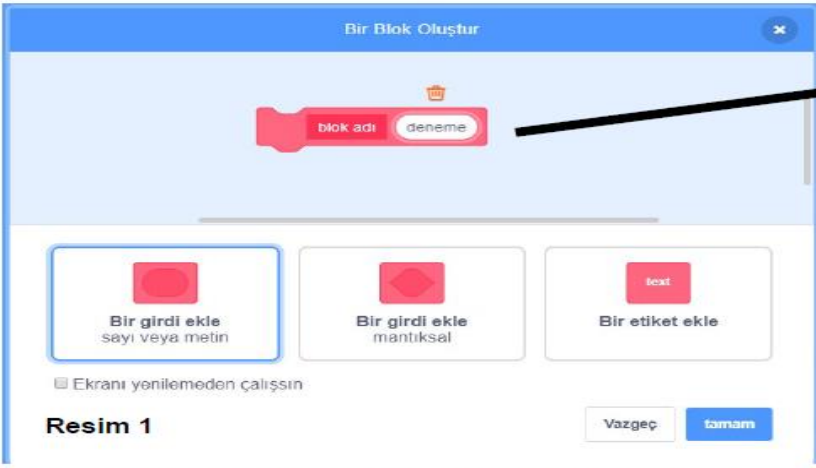 Bir Blok Oluştur
blok adı deneme
text
Bir girdi ekle
sayı veya metin
Bir girdi ekle
mantıksal
Bir etiket ekle
Ekranı yenilemeden çalışsın
Resim 1
Vazgeç
tamam